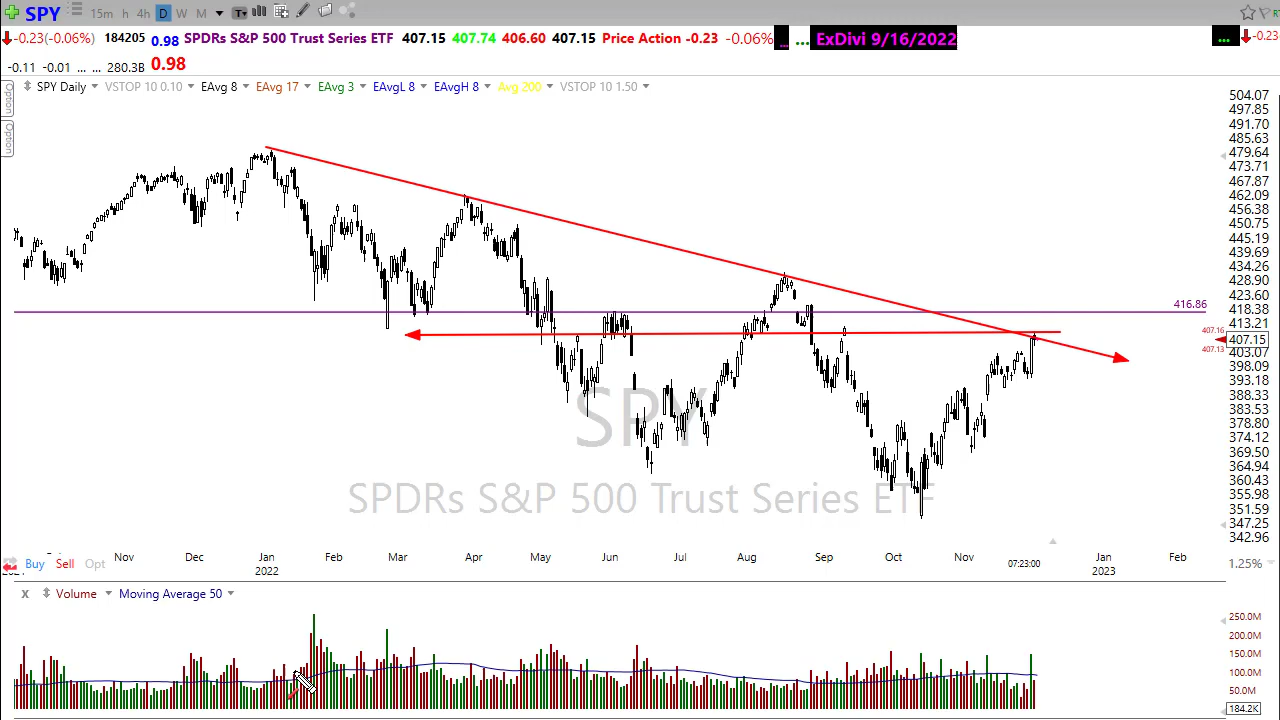 SPY 15m h 4h D W M T
-0.23(-0.06%) 184205 0.98 SPDRs S&P 500 Trust Series ETF 407.15 407.74 406.60 407.15 Price Action -0.23 -0.06% ... ... ExDivi 9/16/2022 ... -0.23
-0.11 -0.01 ... ... 280.3B 0.98
Option
Option
SPY Daily VSTOP 10 0.10 EAvg 8 EAvg 17 EAvg 3 EAvgL 8 EAvgH 8 Avg 200 VSTOP 10 1.50
504.07
497.85
491.70
485.63
479.64
473.71
467.87
462.09
456.38
450.75
445.19
439.69
434.26
428.90
423.60
416.86
418.38
413.21
407.16
407.15
407.13
403.07
398.09
393.18
388.33
383.53
378.80
374.12
369.50
364.94
360.43
355.98
351.59
347.25
342.96
SPY
SPDRs S&P 500 Trust Series ETF
Nov Dec Jan Feb Mar Apr May Jun Jul Aug Sep Oct Nov 07:23:00 Jan Feb
Buy Sell Opt 1.25%
2022 2023
x Volume Moving Average 50
250.0M
200.0M
150.0M
100.0M
50.0M
184.2K